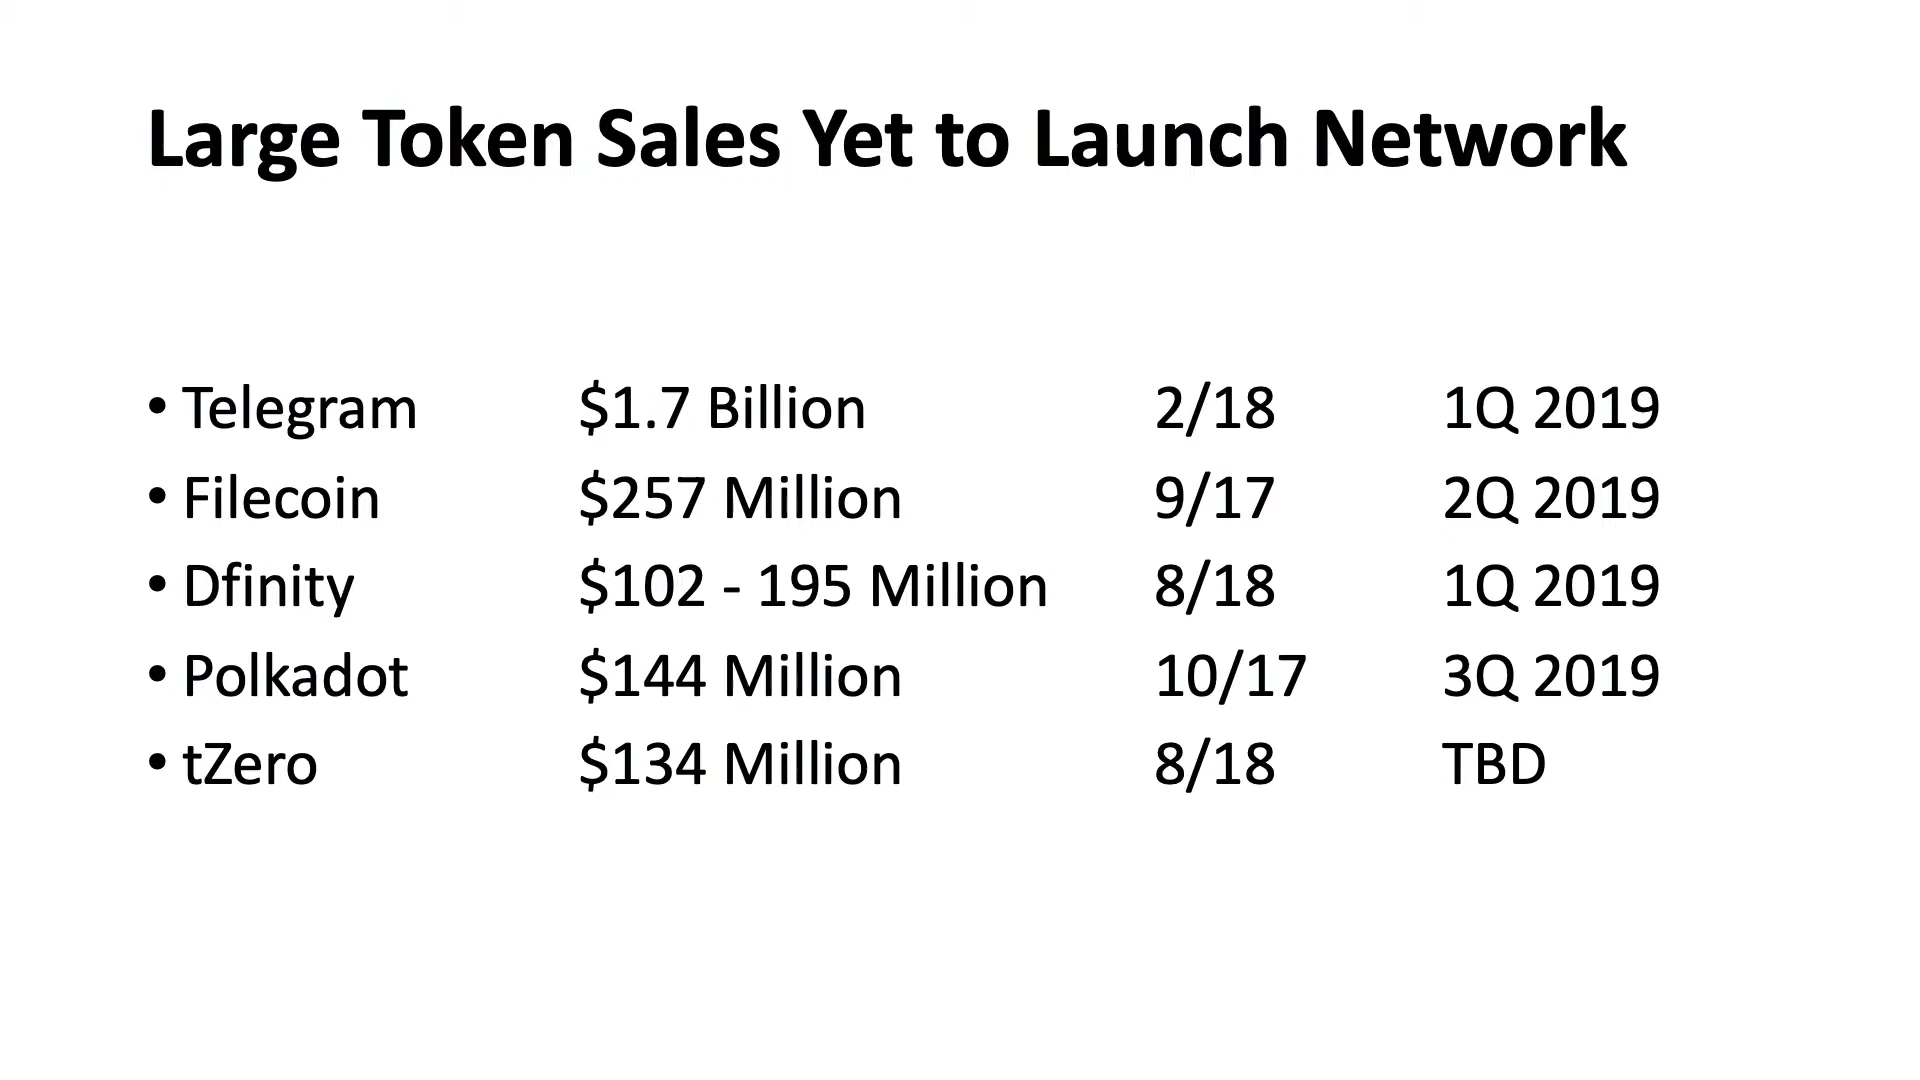 Large Token Sales Yet to Launch Network
• Telegram $1.7 Billion 2/18 1Q 2019
• Filecoin $257 Million 9/17 2Q 2019
• Dfinity $102 - 195 Million 8/18 1Q 2019
• Polkadot $144 Million 10/17 3Q 2019
• tZero $134 Million 8/18 TBD